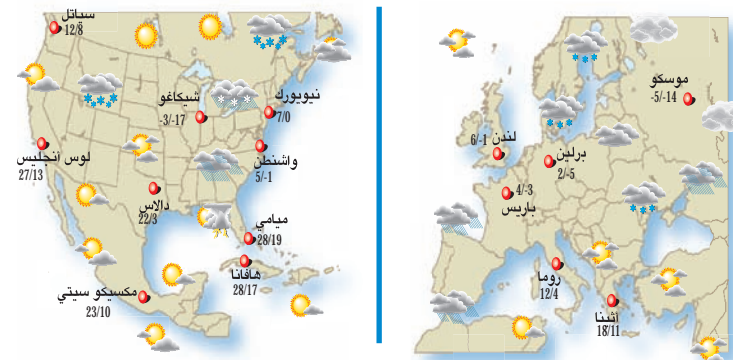 سياتل
12/8
شيكاغو
-3/-17
نيويورك
7/0
واشنطن
5/-1
لوس أنجليس
27/13
دالاس
22/3
ميامي
28/19
هافانا
28/17
مكسيكو سيتي
23/10
موسكو
-5/-14
لندن
6/-1
برلين
2/-5
4/-3
باريس
روما
12/4
أثينا
18/11